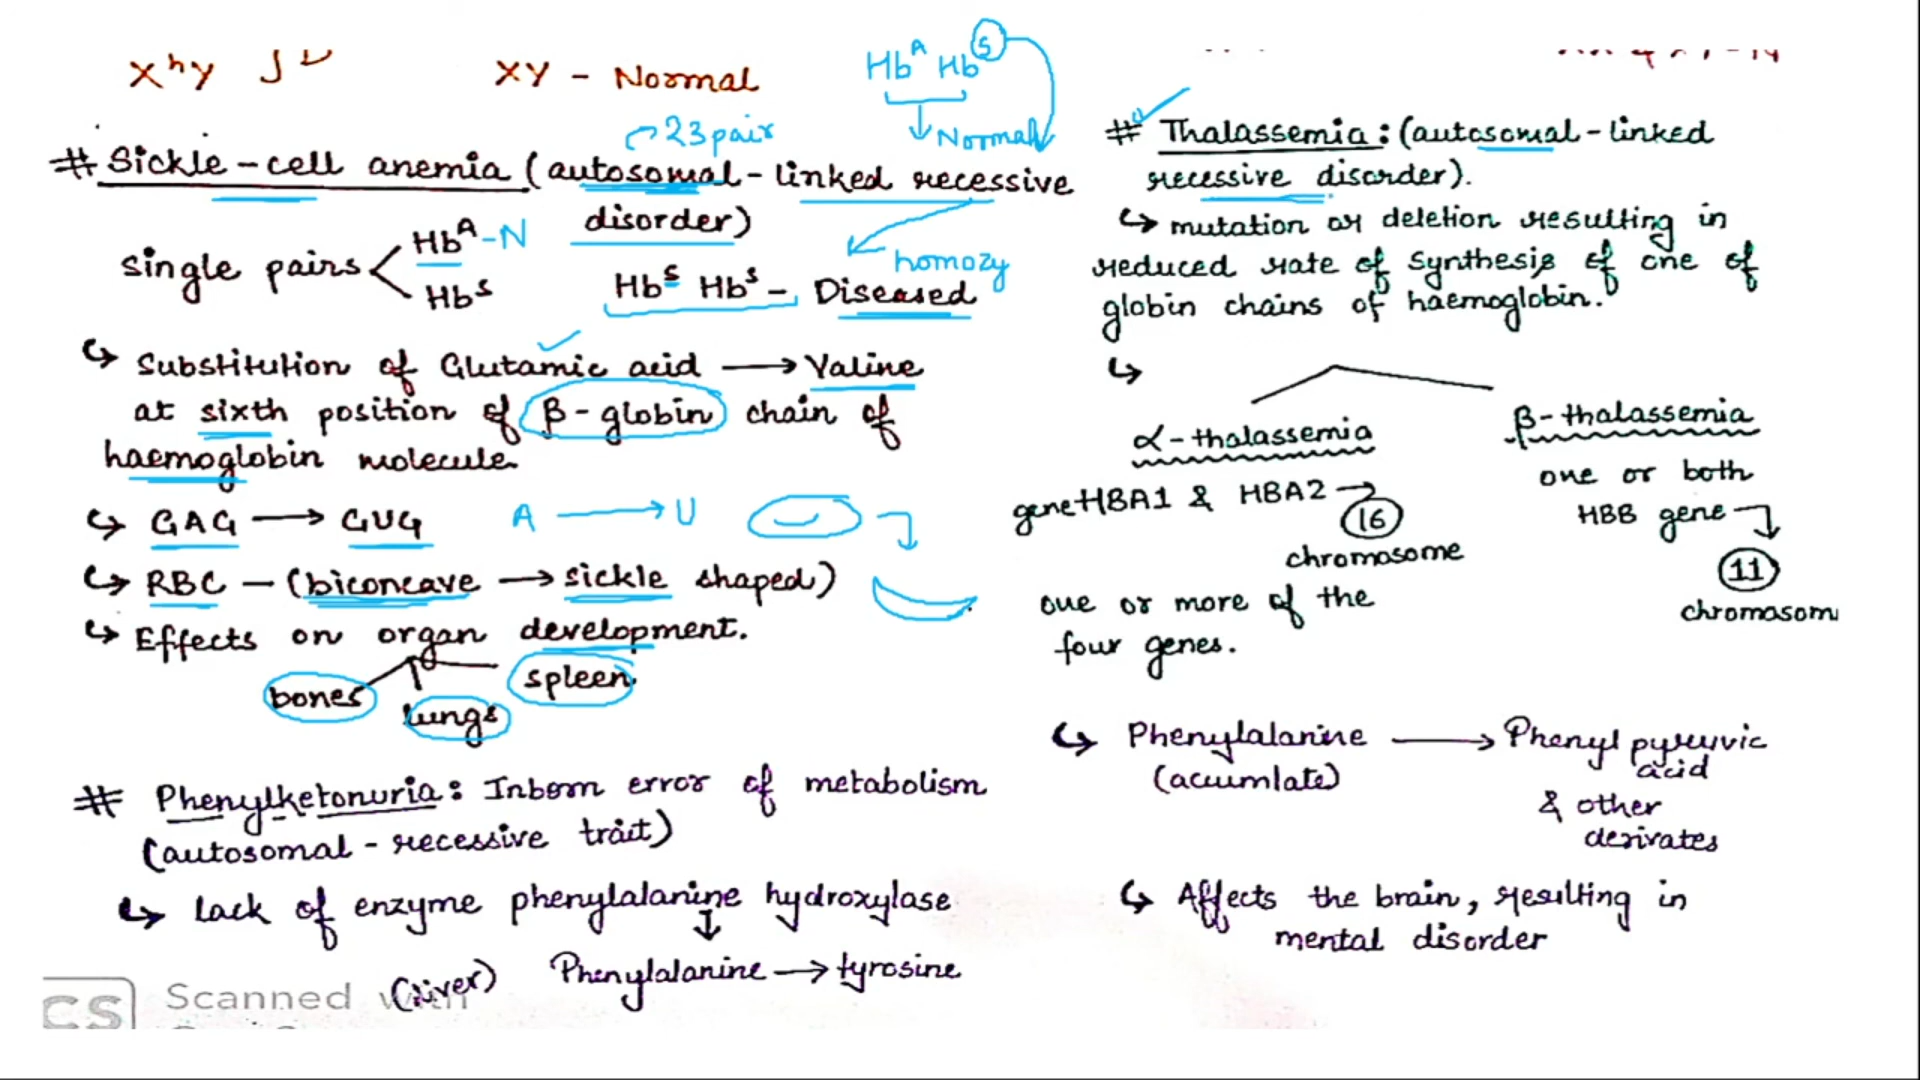 XʰY
XY - Normal
Hbᴬ Hbˢ
Normal
23 pair
# Sickle-cell anemia (autosomal-linked recessive
disorder)
single pairs
Hbᴬ-N
Hbˢ
homozy
Hbˢ Hbˢ - Diseased
↪ Substitution of Glutamic acid → Valine
at sixth position of β-globin chain of
haemoglobin molecule
↪ GAG → GUG
A → U
↪ RBC - (biconcave → sickle shaped)
↪ Effects on organ development.
bones
lungs
spleen
# Phenylketonuria: Inborn error of metabolism
(autosomal-recessive trait)
↪ lack of enzyme phenylalanine hydroxylase
↓
(liver) Phenylalanine → tyrosine
Scanned with
CS
# Thalassemia: (autosomal-linked
recessive disorder).
↪ mutation or deletion resulting in
reduced rate of synthesis of one of
globin chains of haemoglobin.
↪
α-thalassemia
gene HBA1 & HBA2 →
16
chromosome
one or more of the
four genes.
β-thalassemia
one or both
HBB gene
11
chromosom
↪ Phenylalanine → Phenyl pyruvic
(acumlate) acid
& other
derivates
↪ Affects the brain, resulting in
mental disorder